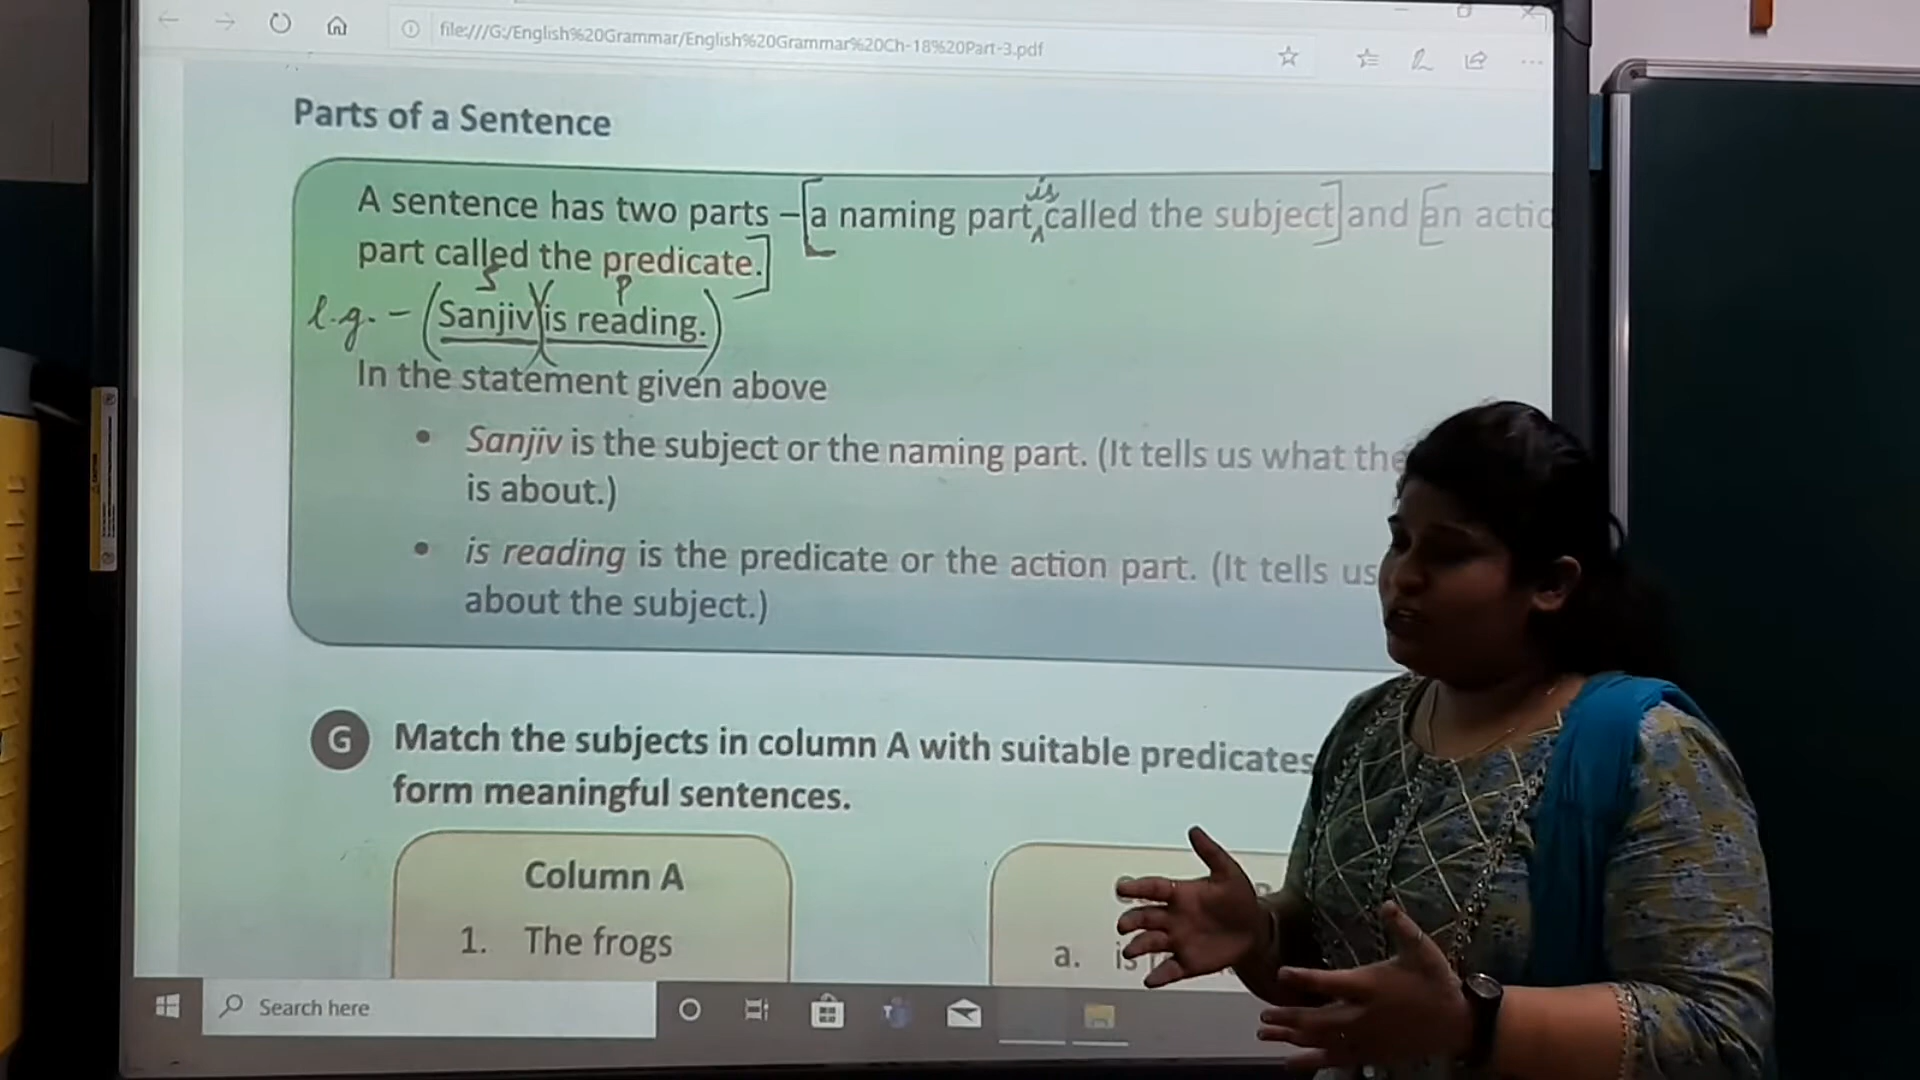 file:///G:/English%20Grammar/English%20Grammar%20Ch-18%20Part-3.pdf
Parts of a Sentence
is
A sentence has two parts – [a naming part, called the subject] and [an actio
part called the predicate.]
S P
e.g. - (Sanjiv)(is reading.)
In the statement given above
• Sanjiv is the subject or the naming part. (It tells us what the
is about.)
• is reading is the predicate or the action part. (It tells us
about the subject.)
G Match the subjects in column A with suitable predicates
form meaningful sentences.
Column A
1. The frogs
a. is
Search here